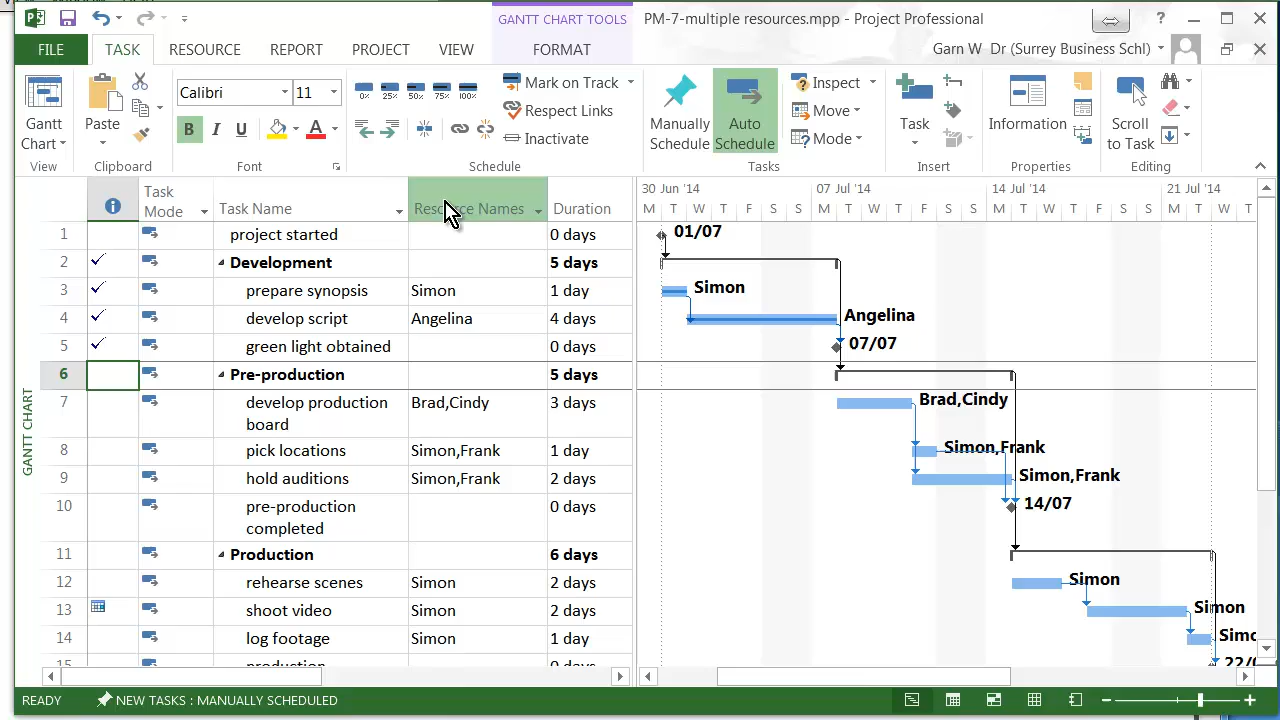 GANTT CHART TOOLS
PM-7-multiple resources.mpp - Project Professional
?
FILE TASK RESOURCE REPORT PROJECT VIEW FORMAT
Garn W Dr (Surrey Business Schl)
Gantt Chart
View
Paste
Clipboard
Calibri 11
B I U A
Font
0% 25% 50% 75% 100%
Mark on Track
Respect Links
Inactivate
Schedule
Manually Schedule
Auto Schedule
Inspect
Move
Mode
Tasks
Task
Insert
Information
Properties
Scroll to Task
Editing
Task Mode Task Name Resource Names Duration
30 Jun '14 07 Jul '14 14 Jul '14 21 Jul '14
M T W F S S T W F S M T W F S M T W T
GANTT CHART
1 project started 0 days 01/07
2 Development 5 days
3 prepare synopsis Simon 1 day Simon
4 develop script Angelina 4 days Angelina
5 green light obtained 0 days 07/07
6 Pre-production 5 days
7 develop production board Brad,Cindy 3 days Brad,Cindy
8 pick locations Simon,Frank 1 day Simon,Frank
9 hold auditions Simon,Frank 2 days Simon,Frank
10 pre-production completed 0 days 14/07
11 Production 6 days
12 rehearse scenes Simon 2 days Simon
13 shoot video Simon 2 days Simon
14 log footage Simon 1 day
READY NEW TASKS : MANUALLY SCHEDULED